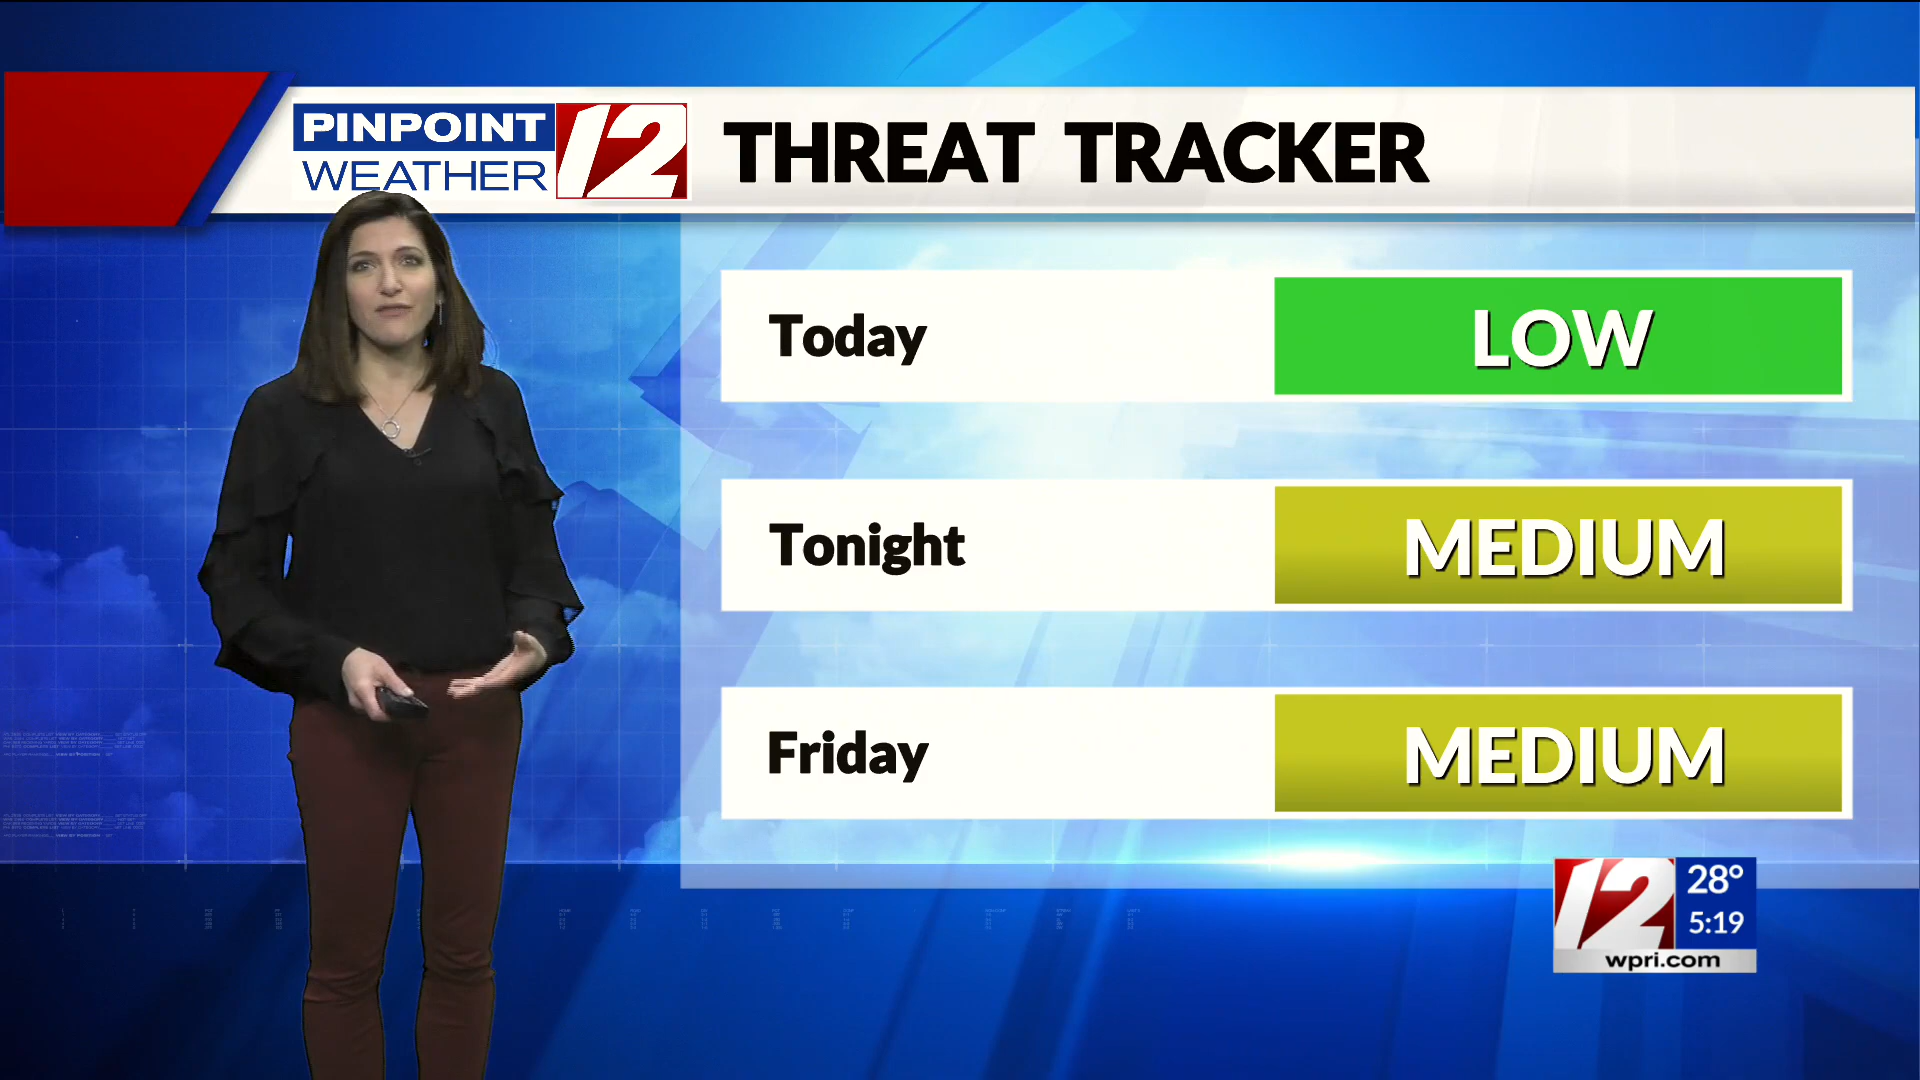 PINPOINT
WEATHER
12
THREAT TRACKER
Today
LOW
Tonight
MEDIUM
Friday
MEDIUM
12
28°
5:19
wpri.com